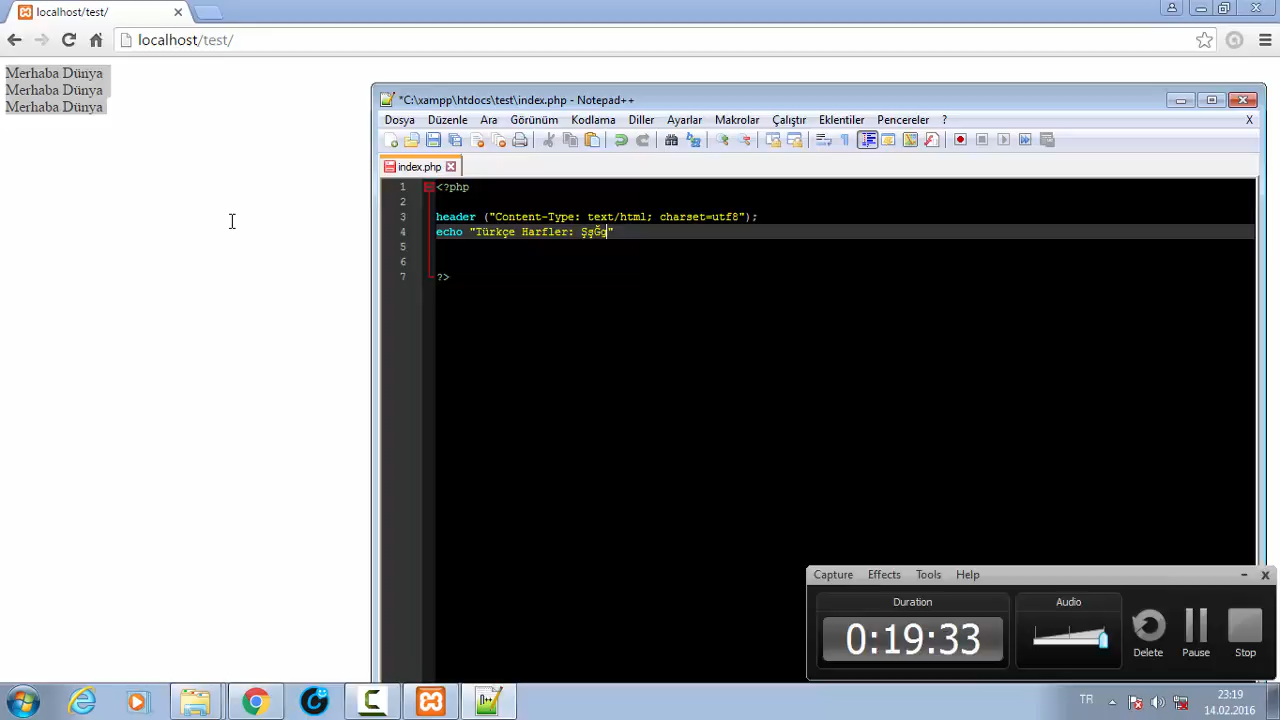 localhost/test/
localhost/test/
Merhaba Dünya
Merhaba Dünya
Merhaba Dünya
*C:\xampp\htdocs\test\index.php - Notepad++
Dosya Düzenle Ara Görünüm Kodlama Diller Ayarlar Makrolar Çalıştır Eklentiler Pencereler ? X
index.php
1 <?php
2
3 header ("Content-Type: text/html; charset=utf8");
4 echo "Türkçe Harfler: ŞşĞğ"
5
6
7 ?>
Capture Effects Tools Help
Duration
Audio
0:19:33
Delete Pause Stop
TR
23:19
14.02.2016